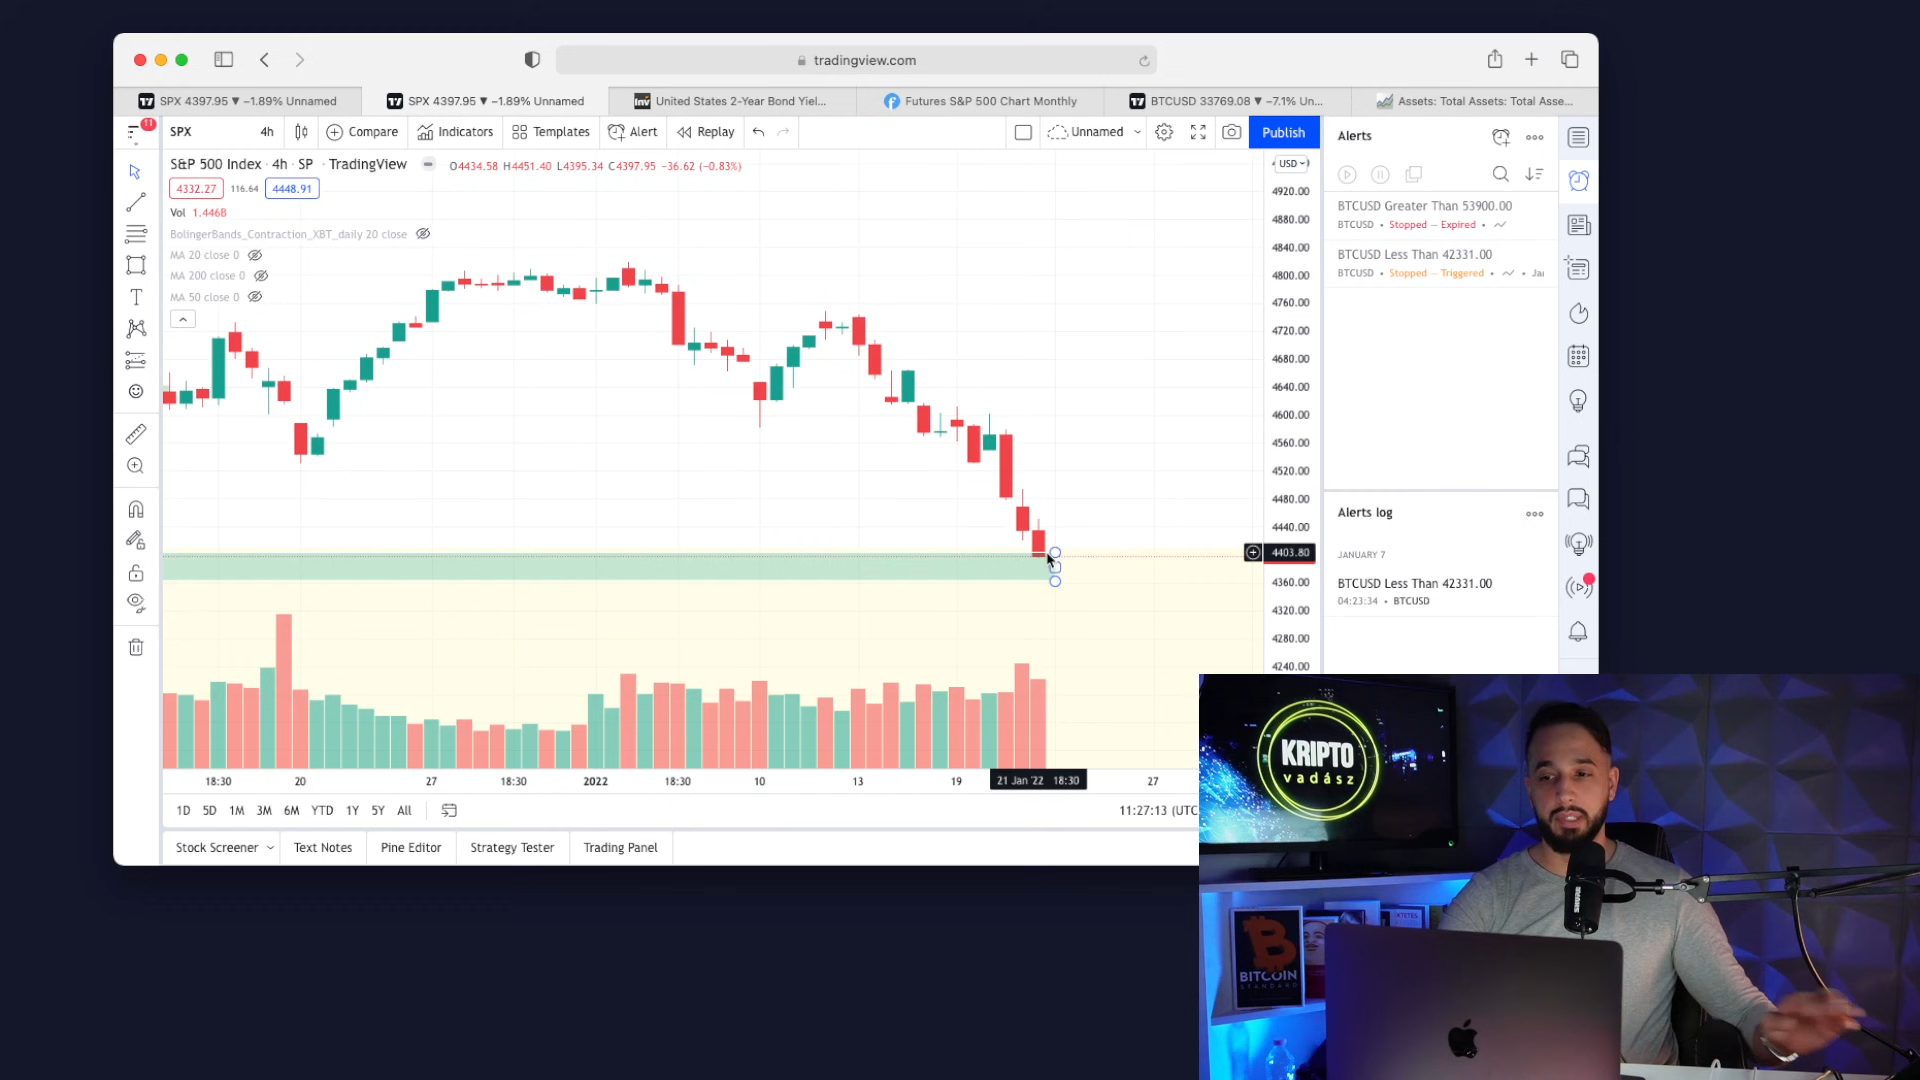 tradingview.com
SPX 4397.95 ▼ −1.89% Unnamed
SPX 4397.95 ▼ −1.89% Unnamed
Inv United States 2-Year Bond Yiel...
Futures S&P 500 Chart Monthly
BTCUSD 33769.08 ▼ −7.1% Un...
Assets: Total Assets: Total Asse...
11 SPX 4h Compare Indicators Templates Alert Replay Unnamed Publish
S&P 500 Index · 4h · SP · TradingView O4434.58 H4451.40 L4395.34 C4397.95 −36.62 (−0.83%)
4332.27 116.64 4448.91
Vol 1.446B
BolingerBands_Contraction_XBT_daily 20 close
MA 20 close 0
MA 200 close 0
MA 50 close 0
USD
4920.00
4880.00
4840.00
4800.00
4760.00
4720.00
4680.00
4640.00
4600.00
4560.00
4520.00
4480.00
4440.00
4403.80
4360.00
4320.00
4280.00
4240.00
18:30 20 27 18:30 2022 18:30 10 13 19 21 Jan '22 18:30 27
1D 5D 1M 3M 6M YTD 1Y 5Y All 11:27:13 (UTC
Stock Screener Text Notes Pine Editor Strategy Tester Trading Panel
Alerts
BTCUSD Greater Than 53900.00
BTCUSD • Stopped — Expired •
BTCUSD Less Than 42331.00
BTCUSD • Stopped — Triggered • • Jan
Alerts log
JANUARY 7
BTCUSD Less Than 42331.00
04:23:34 • BTCUSD
KRIPTO
vadász
BITCOIN
STANDARD